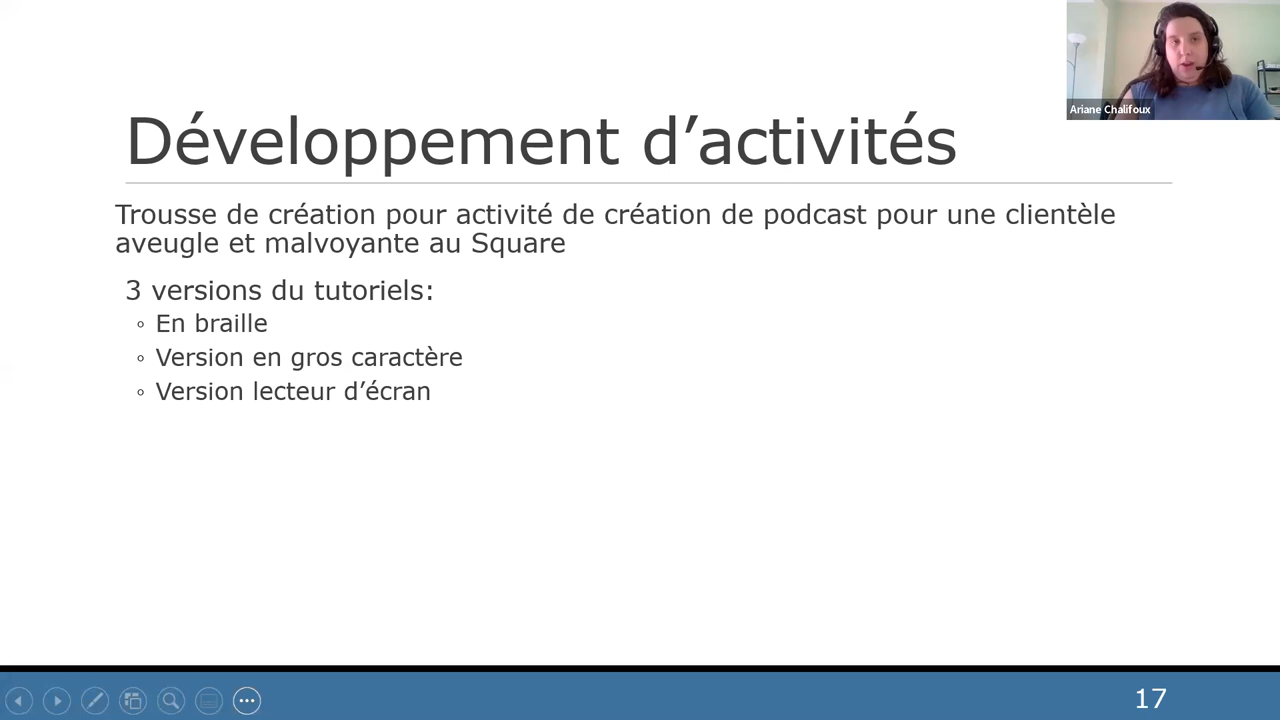 Ariane Chalifoux
Développement d’activités
Trousse de création pour activité de création de podcast pour une clientèle
aveugle et malvoyante au Square
3 versions du tutoriels:
◦ En braille
◦ Version en gros caractère
◦ Version lecteur d’écran
17